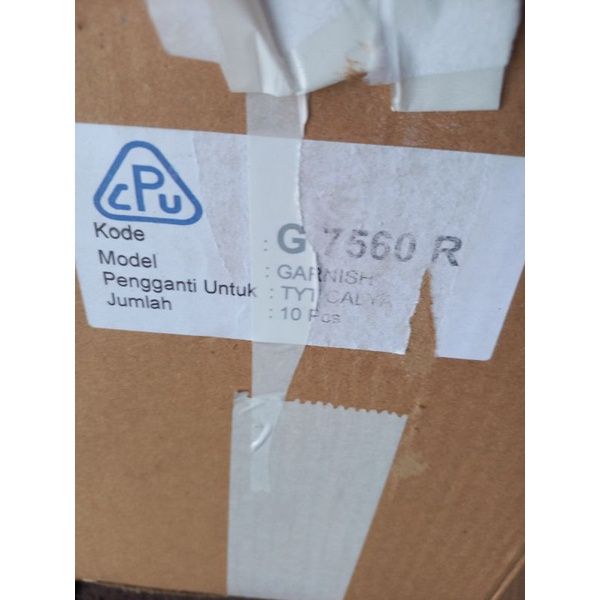 CPU
Kode : G 7560 R
Model : GARNISH
Pengganti Untuk : TYT CALYA
Jumlah : 10 Pcs